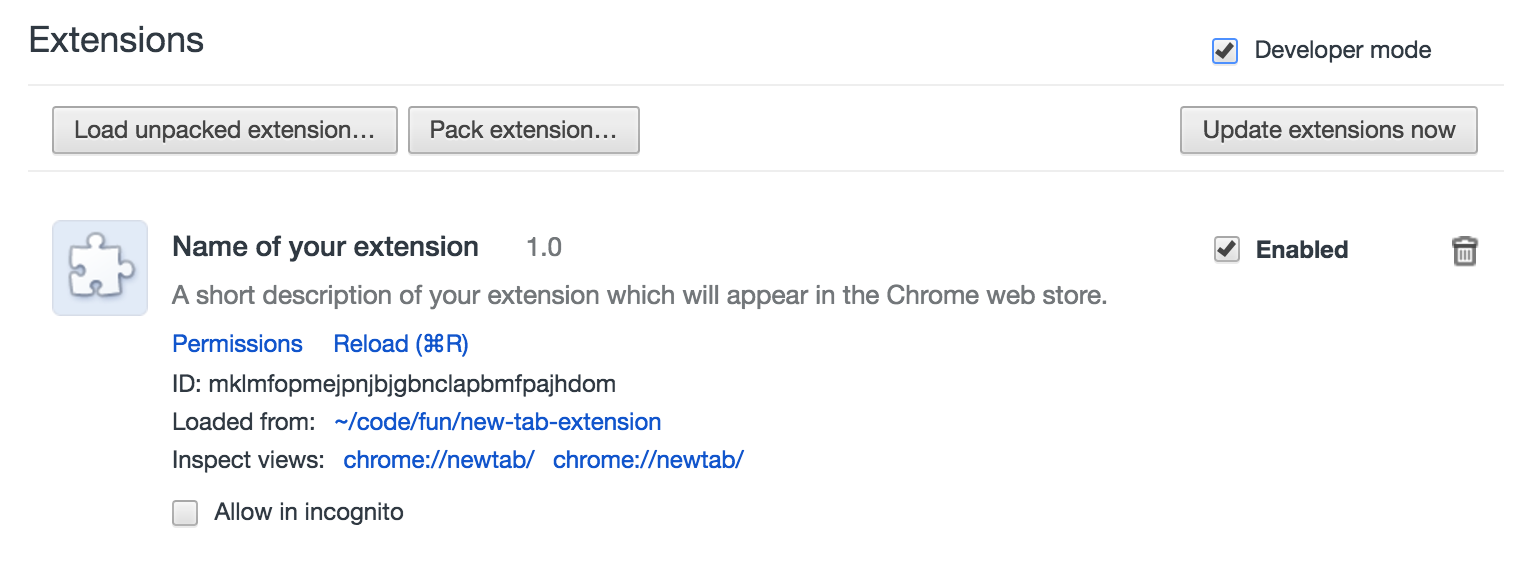 Extensions
Developer mode
Load unpacked extension… Pack extension… Update extensions now
Name of your extension 1.0 Enabled
A short description of your extension which will appear in the Chrome web store.
Permissions Reload (⌘R)
ID: mklmfopmejpnjbjgbnclapbmfpajhdom
Loaded from: ~/code/fun/new-tab-extension
Inspect views: chrome://newtab/ chrome://newtab/
Allow in incognito